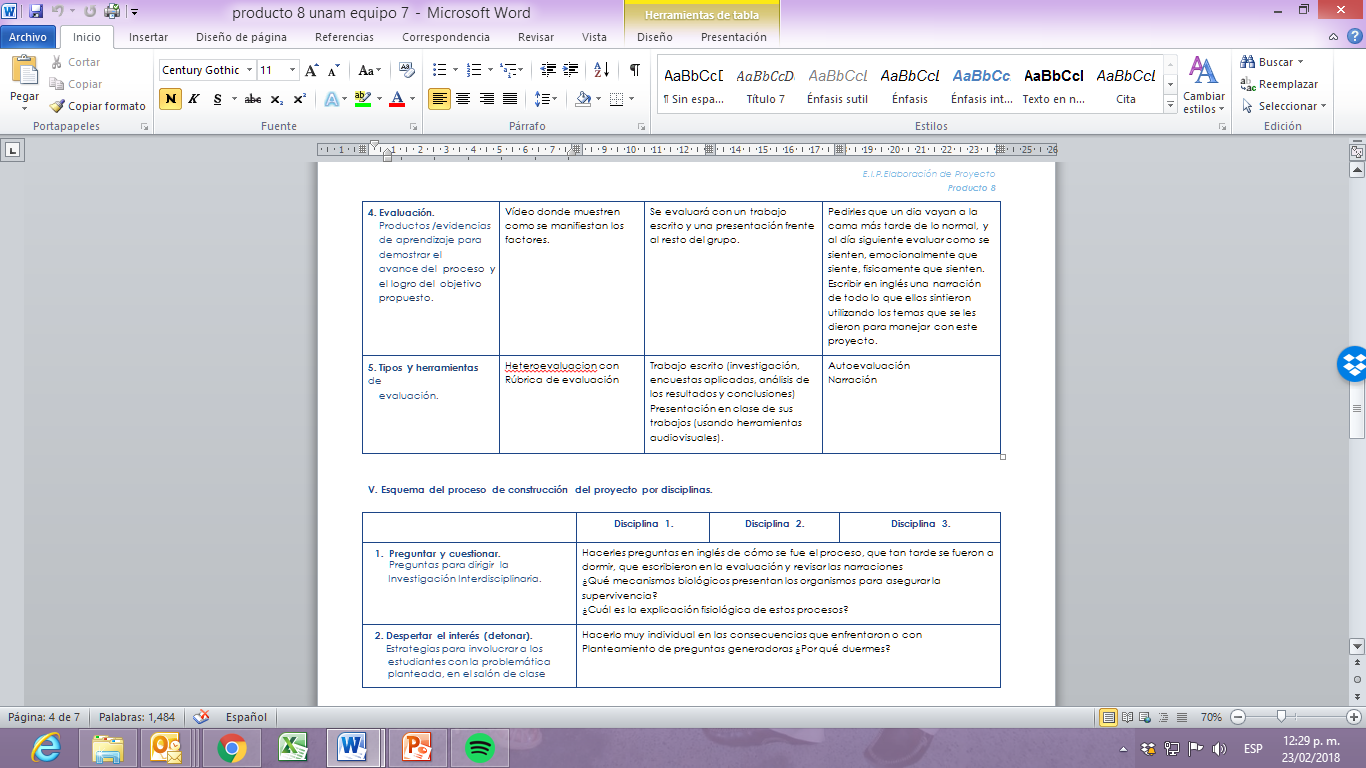 producto 8 unam equipo 7 - Microsoft Word
Herramientas de tabla
Archivo Inicio Insertar Diseño de página Referencias Correspondencia Revisar Vista Diseño Presentación
Pegar
Cortar
Copiar
Copiar formato
Portapapeles
Century Gothic 11
N K S abc x₂ x²
Fuente
Párrafo
AaBbCcD AaBbCcD AaBbCcL AaBbCcL AaBbCc AaBbCcl AaBbCcL
¶ Sin espa... Título 7 Énfasis sutil Énfasis Énfasis int... Texto en n... Cita
Estilos
Cambiar estilos
Buscar
Reemplazar
Seleccionar
Edición
E.I.P.Elaboración de Proyecto
Producto 8
4. Evaluación.
Productos /evidencias
de aprendizaje para
demostrar el
avance del proceso y
el logro del objetivo
propuesto.
Vídeo donde muestren
como se manifiestan los
factores.
Se evaluará con un trabajo
escrito y una presentación frente
al resto del grupo.
Pedirles que un dia vayan a la
cama más tarde de lo normal, y
al día siguiente evaluar como se
sienten, emocionalmente que
siente, fisicamente que sienten.
Escribir en inglés una narración
de todo lo que ellos sintieron
utilizando los temas que se les
dieron para manejar con este
proyecto.
5. Tipos y herramientas
de
evaluación.
Heteroevaluacion con
Rúbrica de evaluación
Trabajo escrito (investigación,
encuestas aplicadas, análisis de
los resultados y conclusiones)
Presentación en clase de sus
trabajos (usando herramientas
audiovisuales).
Autoevaluación
Narración
V. Esquema del proceso de construcción del proyecto por disciplinas.
Disciplina 1. Disciplina 2. Disciplina 3.
1. Preguntar y cuestionar.
Preguntas para dirigir la
Investigación Interdisciplinaria.
Hacerles preguntas en inglés de cómo se fue el proceso, que tan tarde se fueron a
dormir, que escribieron en la evaluación y revisar las narraciones
¿Qué mecanismos biológicos presentan los organismos para asegurar la
supervivencia?
¿Cuál es la explicación fisiológica de estos procesos?
2. Despertar el interés (detonar).
Estrategias para involucrar a los
estudiantes con la problemática
planteada, en el salón de clase
Hacerlo muy individual en las consecuencias que enfrentaron o con
Planteamiento de preguntas generadoras ¿Por qué duermes?
Página: 4 de 7 Palabras: 1,484 Español 70%
ESP
12:29 p. m.
23/02/2018